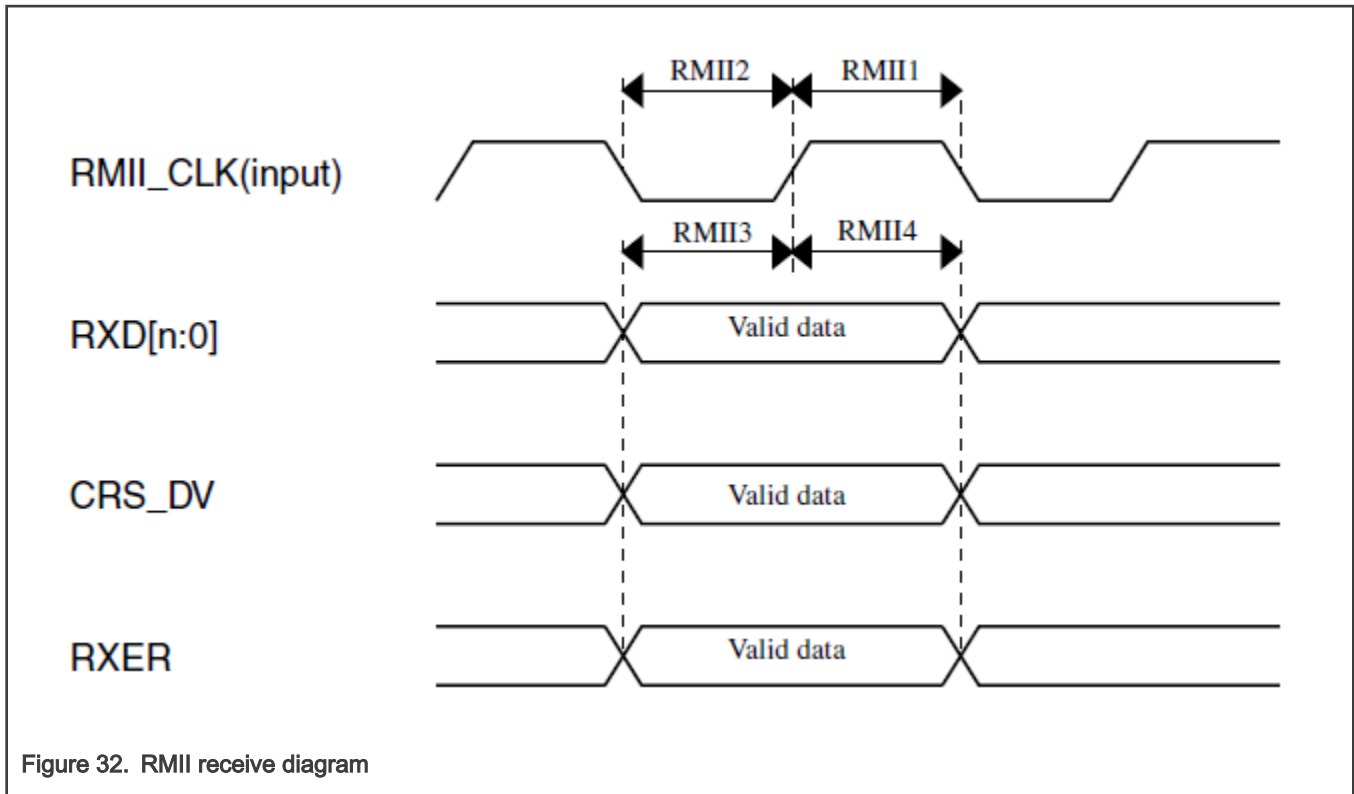 RMII2 RMII1
RMII_CLK(input)
RMII3 RMII4
RXD[n:0] Valid data
CRS_DV Valid data
RXER Valid data
Figure 32. RMII receive diagram